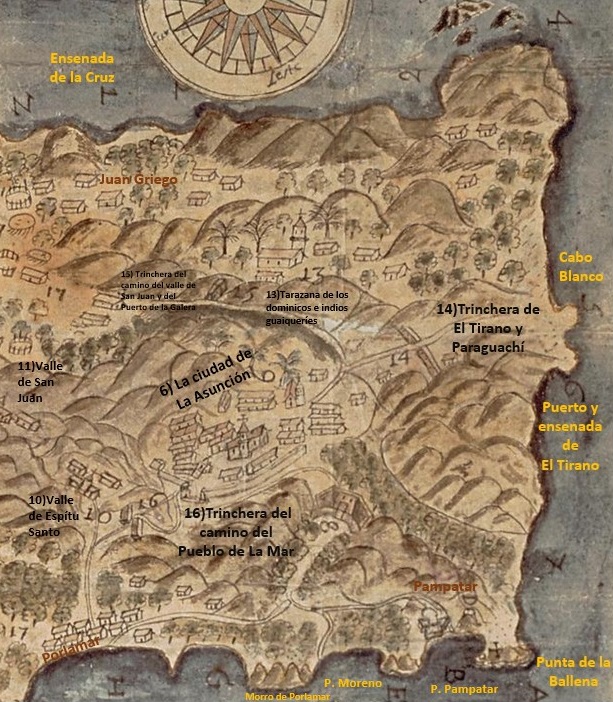 Ensenada
de la Cruz
Leste
4
2
1
Juan Griego
Cabo
Blanco
15) Trinchera del
camino del valle de
San Juan y del
Puerto de la Galera
13
13)Tarazana de los
dominicos e indios
guaiqueríes
14)Trinchera de
El Tirano y
Paraguachí
14
11)Valle
de San
Juan
6) La ciudad de
La Asunción
6
Puerto y
ensenada
de
El Tirano
10)Valle
de Espítu
Santo
16
16)Trinchera del
camino del
Pueblo de La Mar
Pampatar
17
Porlamar
Punta de la
Ballena
P. Moreno
P. Pampatar
Morro de Porlamar
H
E
B
A